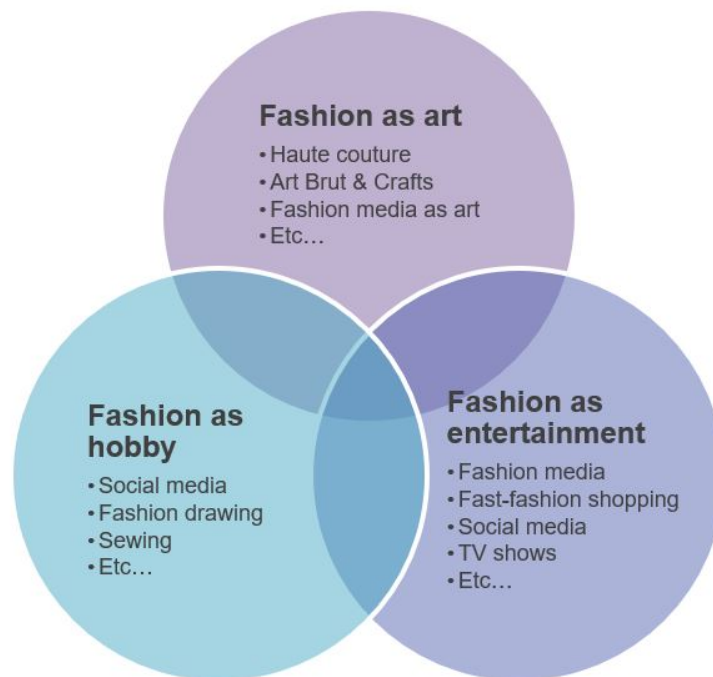 Fashion as art
• Haute couture
• Art Brut & Crafts
• Fashion media as art
• Etc…
Fashion as
hobby
• Social media
• Fashion drawing
• Sewing
• Etc…
Fashion as
entertainment
• Fashion media
• Fast-fashion shopping
• Social media
• TV shows
• Etc…